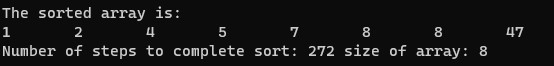 The sorted array is:
1 2 4 5 7 8 8 47
Number of steps to complete sort: 272 size of array: 8